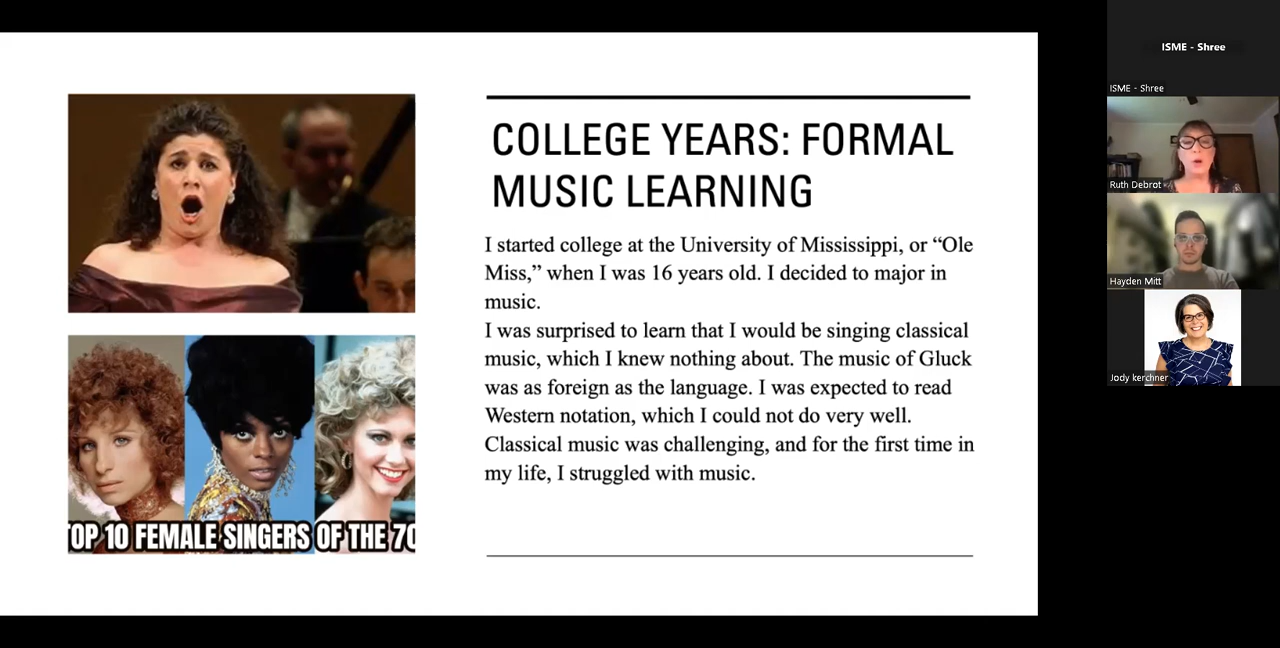 COLLEGE YEARS: FORMAL
MUSIC LEARNING
I started college at the University of Mississippi, or “Ole
Miss,” when I was 16 years old. I decided to major in
music.
I was surprised to learn that I would be singing classical
music, which I knew nothing about. The music of Gluck
was as foreign as the language. I was expected to read
Western notation, which I could not do very well.
Classical music was challenging, and for the first time in
my life, I struggled with music.
OP 10 FEMALE SINGERS OF THE 70
ISME - Shree
ISME - Shree
Ruth Debrot
Hayden Mitt
Jody kerchner